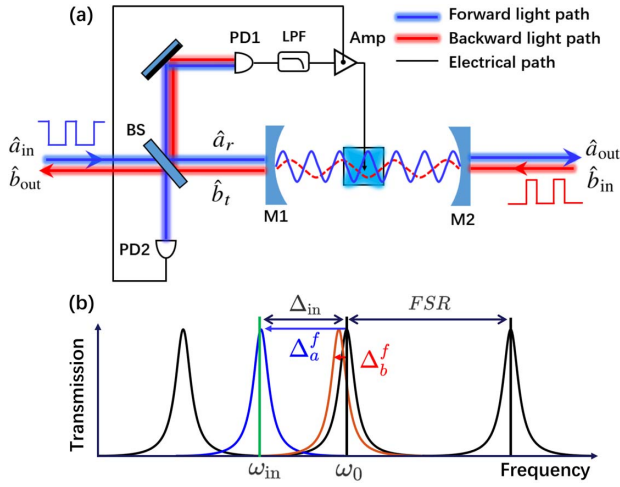 (a)
PD1
LPF
Amp
Forward light path
Backward light path
Electrical path
BS
â_in
b̂_out
â_r
b̂_t
M1
M2
â_out
b̂_in
PD2
(b)
Δ_in
FSR
Δ_a^f
Δ_b^f
Transmission
ω_in
ω_0
Frequency